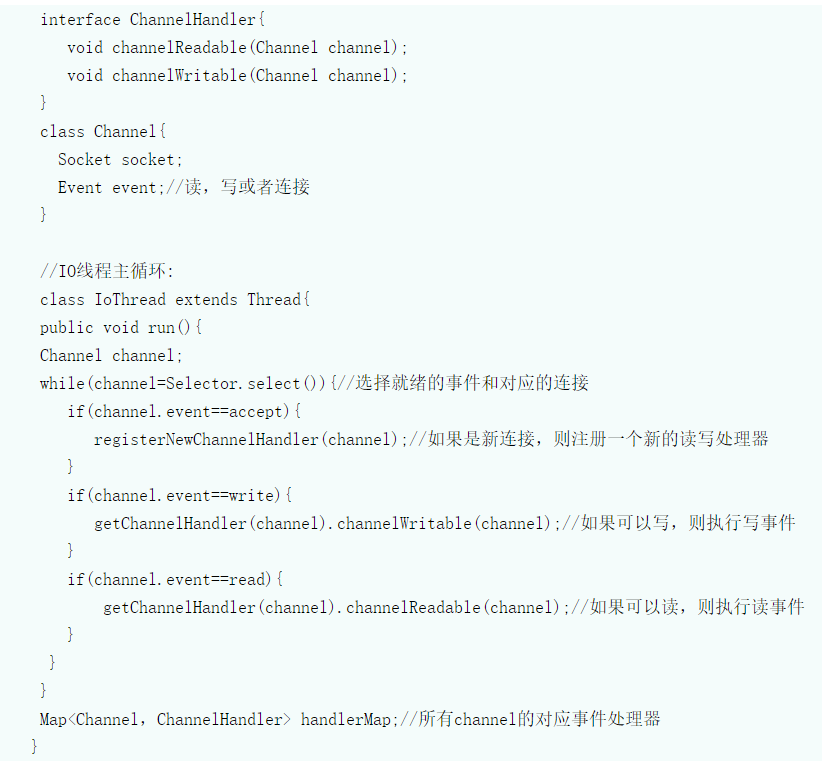 interface ChannelHandler{
void channelReadable(Channel channel);
void channelWritable(Channel channel);
}
class Channel{
Socket socket;
Event event;//读，写或者连接
}
//IO线程主循环:
class IoThread extends Thread{
public void run(){
Channel channel;
while(channel=Selector.select()){//选择就绪的事件和对应的连接
if(channel.event==accept){
registerNewChannelHandler(channel);//如果是新连接，则注册一个新的读写处理器
}
if(channel.event==write){
getChannelHandler(channel).channelWritable(channel);//如果可以写，则执行写事件
}
if(channel.event==read){
getChannelHandler(channel).channelReadable(channel);//如果可以读，则执行读事件
}
}
}
Map<Channel，ChannelHandler> handlerMap;//所有channel的对应事件处理器
}